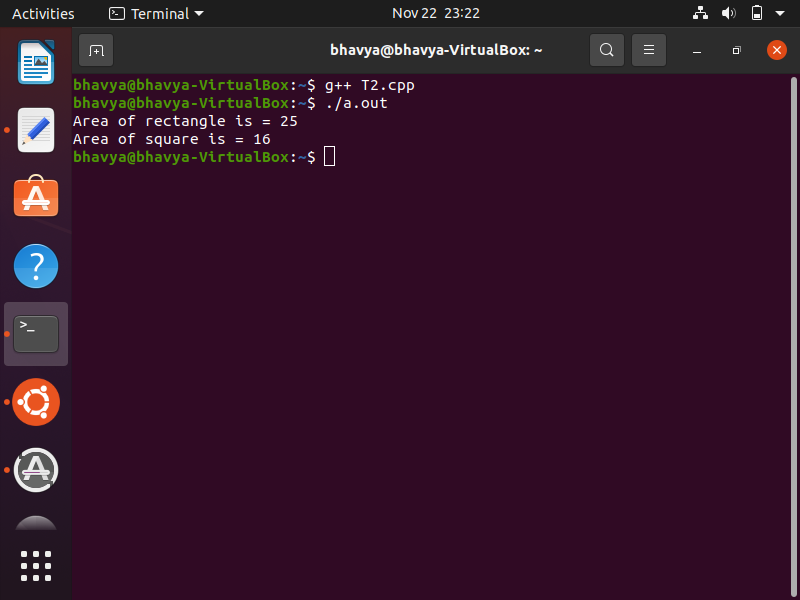 Activities Terminal Nov 22 23:22
bhavya@bhavya-VirtualBox: ~
bhavya@bhavya-VirtualBox:~$ g++ T2.cpp
bhavya@bhavya-VirtualBox:~$ ./a.out
Area of rectangle is = 25
Area of square is = 16
bhavya@bhavya-VirtualBox:~$